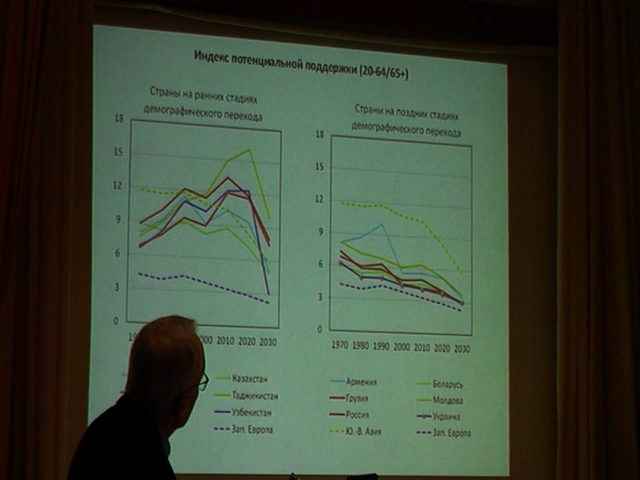 Индекс потенциальной поддержки (20-64/65+)
Страны на ранних стадиях
демографического перехода
18
15
12
9
6
3
0
2010 2020 2030
Казахстан
Таджикистан
Узбекистан
Зап. Европа
Страны на поздних стадиях
демографического перехода
18
15
12
9
6
3
0
1970 1980 1990 2000 2010 2020 2030
Армения
Грузия
Россия
Ю.-В. Азия
Беларусь
Молдова
Украина
Зап. Европа